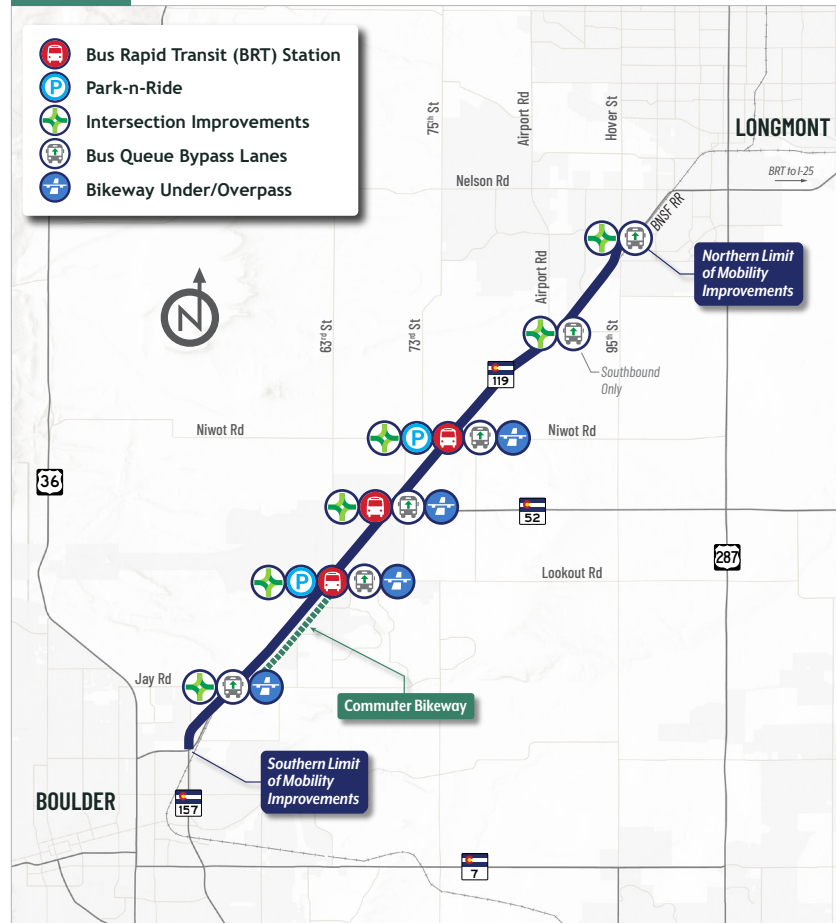 Bus Rapid Transit (BRT) Station
P
Park-n-Ride
Intersection Improvements
Bus Queue Bypass Lanes
Bikeway Under/Overpass
75th St
Airport Rd
Hover St
LONGMONT
BRT to I-25
Nelson Rd
BNSF RR
Northern Limit
of Mobility
Improvements
N
Airport Rd
63rd St
73rd St
95th St
Southbound
Only
119
Niwot Rd
P
Niwot Rd
36
52
287
P
Lookout Rd
Jay Rd
Commuter Bikeway
Southern Limit
of Mobility
Improvements
BOULDER
157
7